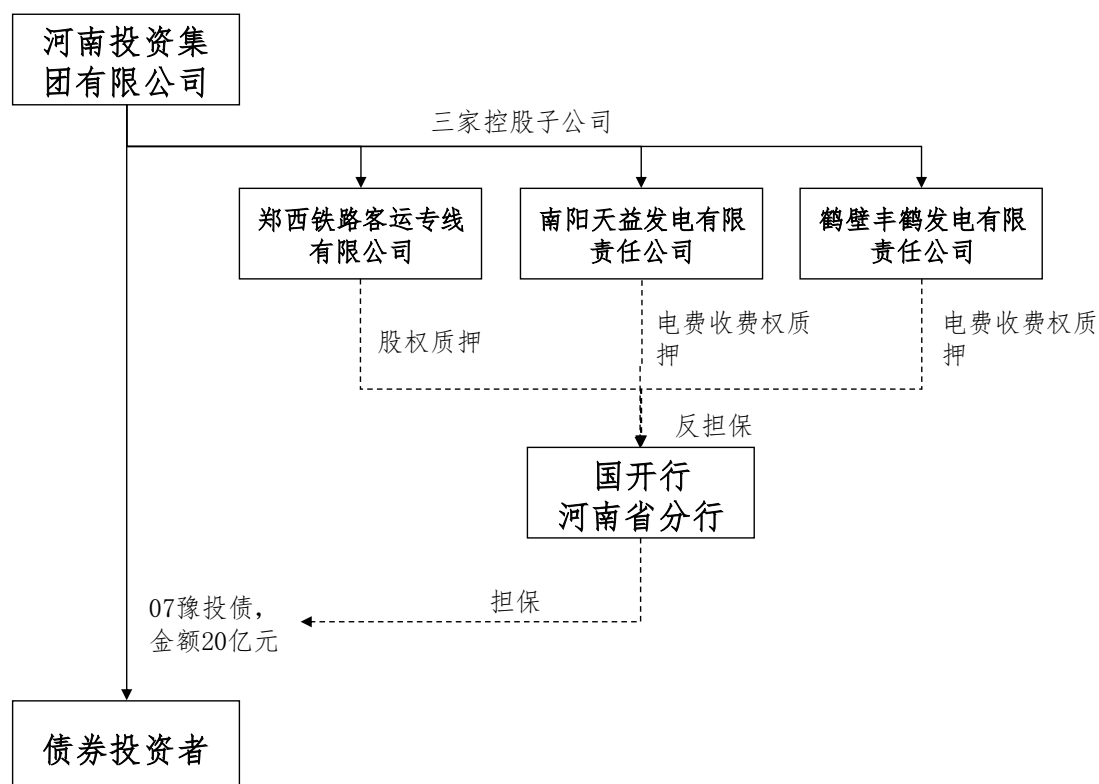 河南投资集
团有限公司
三家控股子公司
郑西铁路客运专线
有限公司
南阳天益发电有限
责任公司
鹤壁丰鹤发电有限
责任公司
股权质押
电费收费权质
押
电费收费权质
押
反担保
国开行
河南省分行
07豫投债，
金额20亿元
担保
债券投资者